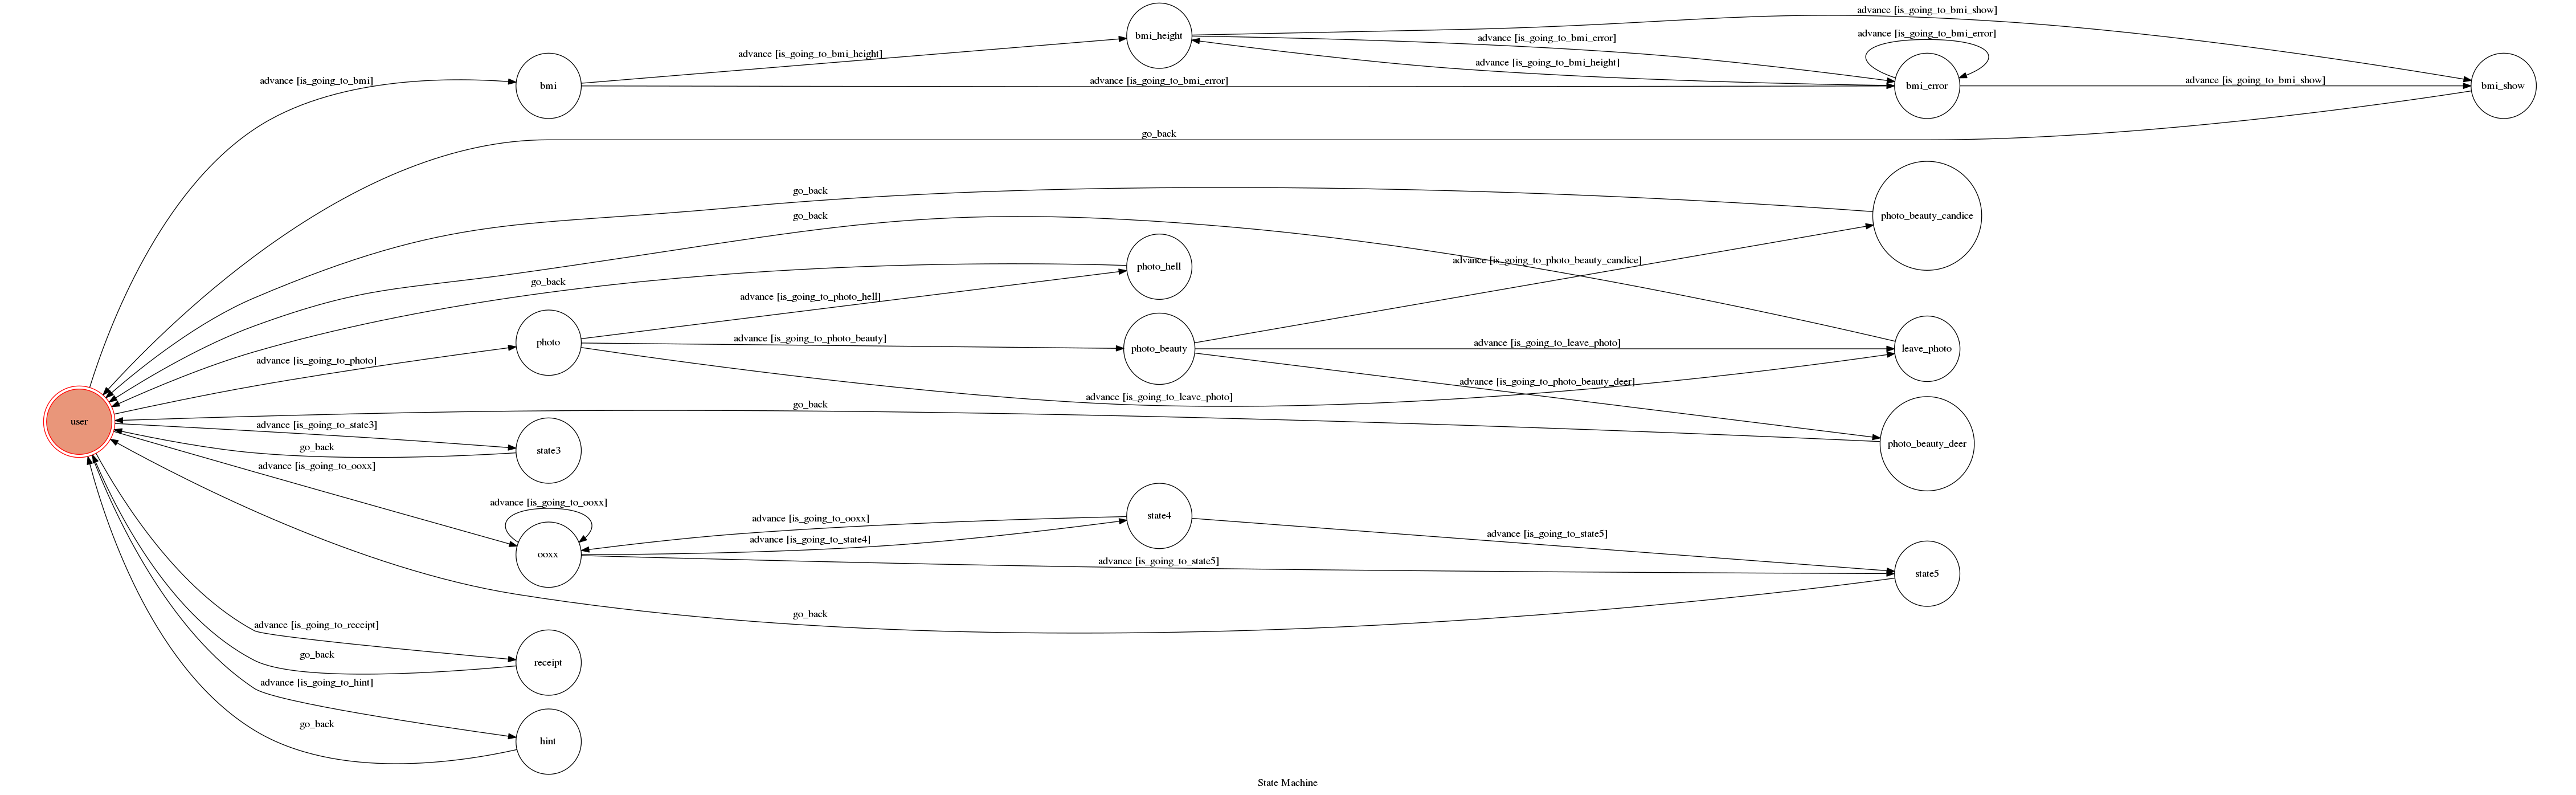 advance [is_going_to_bmi_show]
bmi_height
advance [is_going_to_bmi_error]
advance [is_going_to_bmi_error]
advance [is_going_to_bmi_height]
advance [is_going_to_bmi_height]
advance [is_going_to_bmi]
advance [is_going_to_bmi_error]
advance [is_going_to_bmi_show]
bmi
bmi_error
bmi_show
go_back
go_back
go_back
photo_beauty_candice
advance [is_going_to_photo_beauty_candice]
photo_hell
go_back
advance [is_going_to_photo_hell]
advance [is_going_to_photo_beauty]
photo
advance [is_going_to_leave_photo]
photo_beauty
leave_photo
advance [is_going_to_photo]
advance [is_going_to_photo_beauty_deer]
advance [is_going_to_leave_photo]
go_back
user
advance [is_going_to_state3]
photo_beauty_deer
go_back
state3
advance [is_going_to_ooxx]
advance [is_going_to_ooxx]
state4
advance [is_going_to_ooxx]
advance [is_going_to_state5]
advance [is_going_to_state4]
ooxx
advance [is_going_to_state5]
state5
go_back
advance [is_going_to_receipt]
go_back
receipt
advance [is_going_to_hint]
go_back
hint
State Machine